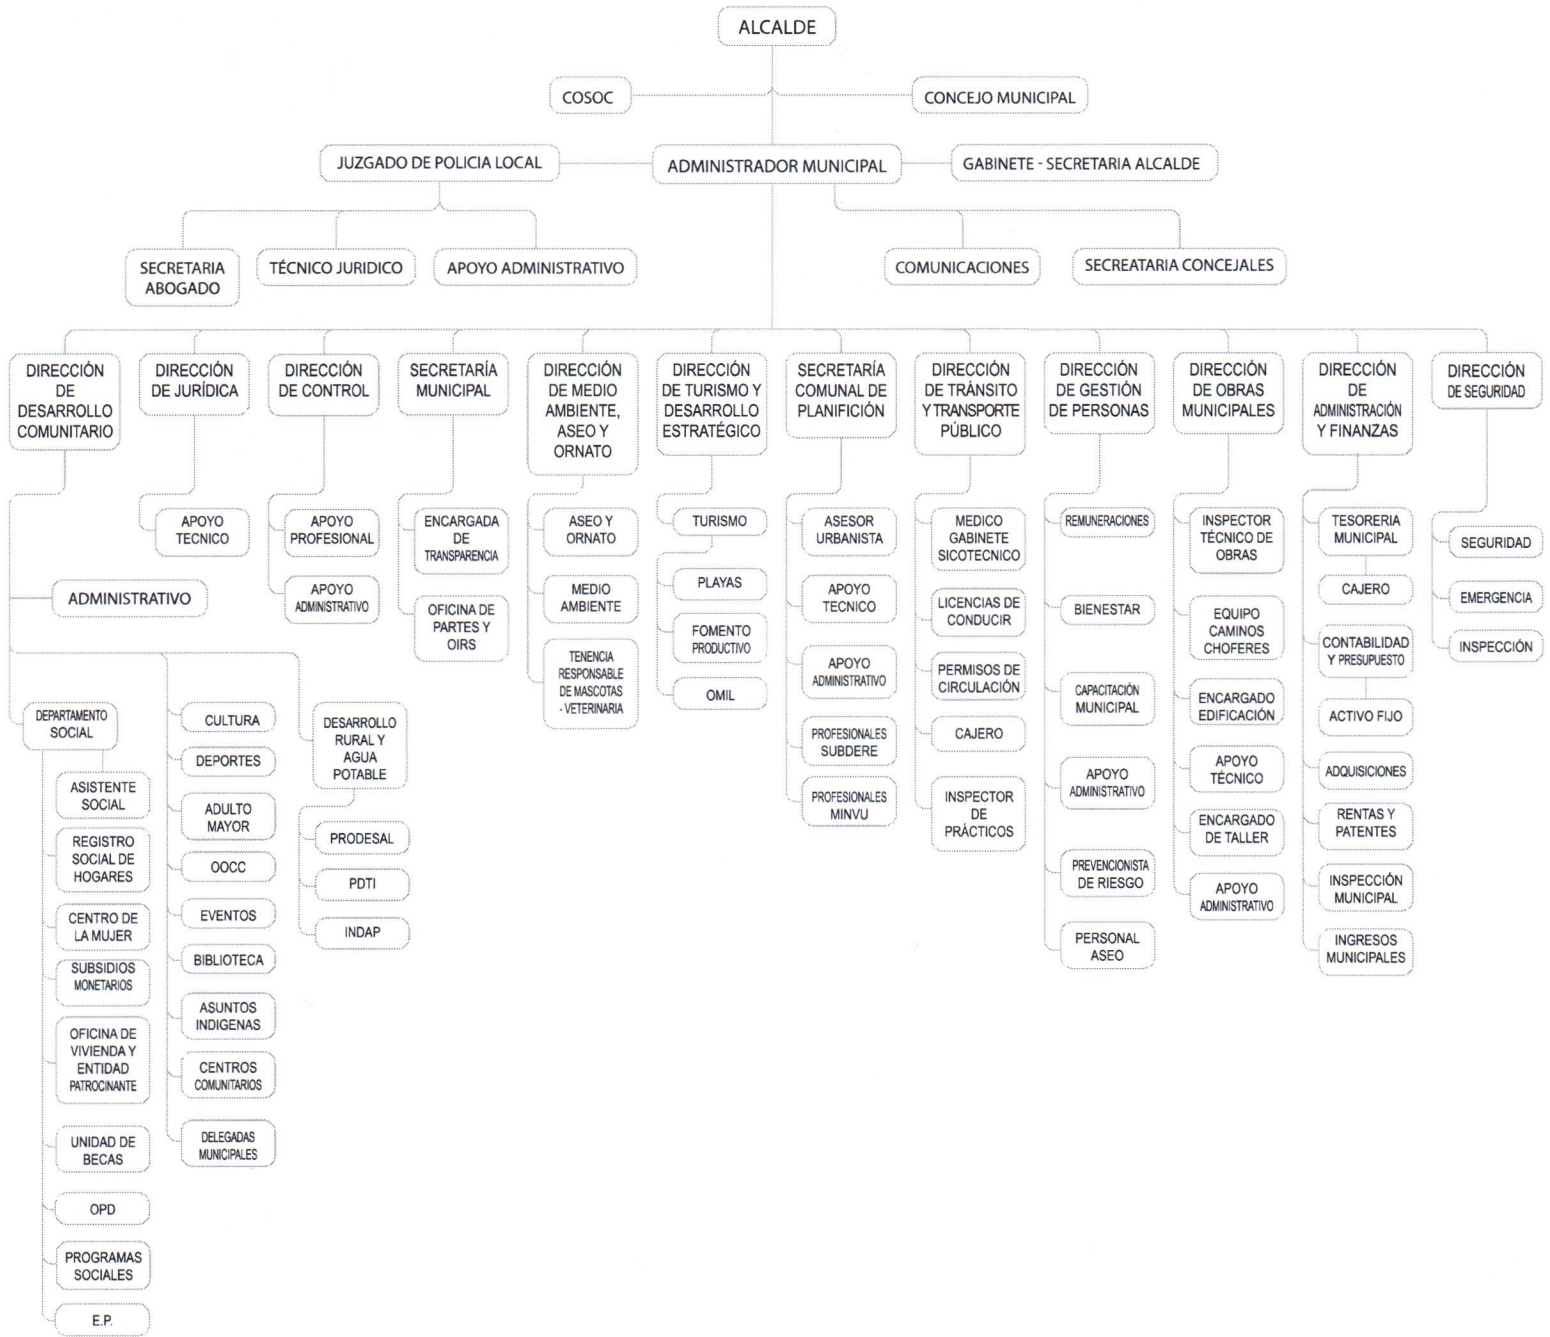 ALCALDE
COSOC
CONCEJO MUNICIPAL
JUZGADO DE POLICIA LOCAL
ADMINISTRADOR MUNICIPAL
GABINETE - SECRETARIA ALCALDE
SECRETARIA
ABOGADO
TÉCNICO JURIDICO
APOYO ADMINISTRATIVO
COMUNICACIONES
SECREATARIA CONCEJALES
DIRECCIÓN
DE
DESARROLLO
COMUNITARIO
ADMINISTRATIVO
DEPARTAMENTO
SOCIAL
ASISTENTE
SOCIAL
REGISTRO
SOCIAL DE
HOGARES
CENTRO DE
LA MUJER
SUBSIDIOS
MONETARIOS
OFICINA DE
VIVIENDA Y
ENTIDAD
PATROCINANTE
UNIDAD DE
BECAS
OPD
PROGRAMAS
SOCIALES
E.P.
CULTURA
DEPORTES
ADULTO
MAYOR
OOCC
EVENTOS
BIBLIOTECA
ASUNTOS
INDIGENAS
CENTROS
COMUNITARIOS
DELEGADAS
MUNICIPALES
DESARROLLO
RURAL Y
AGUA
POTABLE
PRODESAL
PDTI
INDAP
DIRECCIÓN
DE JURÍDICA
APOYO
TECNICO
DIRECCIÓN
DE CONTROL
APOYO
PROFESIONAL
APOYO
ADMINISTRATIVO
SECRETARÍA
MUNICIPAL
ENCARGADA
DE
TRANSPARENCIA
OFICINA DE
PARTES Y
OIRS
DIRECCIÓN
DE MEDIO
AMBIENTE,
ASEO Y
ORNATO
ASEO Y
ORNATO
MEDIO
AMBIENTE
TENENCIA
RESPONSABLE
DE MASCOTAS
- VETERINARIA
DIRECCIÓN
DE TURISMO Y
DESARROLLO
ESTRATÉGICO
TURISMO
PLAYAS
FOMENTO
PRODUCTIVO
OMIL
SECRETARÍA
COMUNAL DE
PLANIFICIÓN
ASESOR
URBANISTA
APOYO
TECNICO
APOYO
ADMINISTRATIVO
PROFESIONALES
SUBDERE
PROFESIONALES
MINVU
DIRECCIÓN
DE TRÁNSITO
Y TRANSPORTE
PÚBLICO
MEDICO
GABINETE
SICOTECNICO
LICENCIAS DE
CONDUCIR
PERMISOS DE
CIRCULACIÓN
CAJERO
INSPECTOR
DE
PRÁCTICOS
DIRECCIÓN
DE GESTIÓN
DE PERSONAS
REMUNERACIONES
BIENESTAR
CAPACITACIÓN
MUNICIPAL
APOYO
ADMINISTRATIVO
PREVENCIONISTA
DE RIESGO
PERSONAL
ASEO
DIRECCIÓN
DE OBRAS
MUNICIPALES
INSPECTOR
TÉCNICO DE
OBRAS
EQUIPO
CAMINOS
CHOFERES
ENCARGADO
EDIFICACIÓN
APOYO
TÉCNICO
ENCARGADO
DE TALLER
APOYO
ADMINISTRATIVO
DIRECCIÓN
DE
ADMINISTRACIÓN
Y FINANZAS
TESORERIA
MUNICIPAL
CAJERO
CONTABILIDAD
Y PRESUPUESTO
ACTIVO FIJO
ADQUISICIONES
RENTAS Y
PATENTES
INSPECCIÓN
MUNICIPAL
INGRESOS
MUNICIPALES
DIRECCIÓN
DE SEGURIDAD
SEGURIDAD
EMERGENCIA
INSPECCIÓN